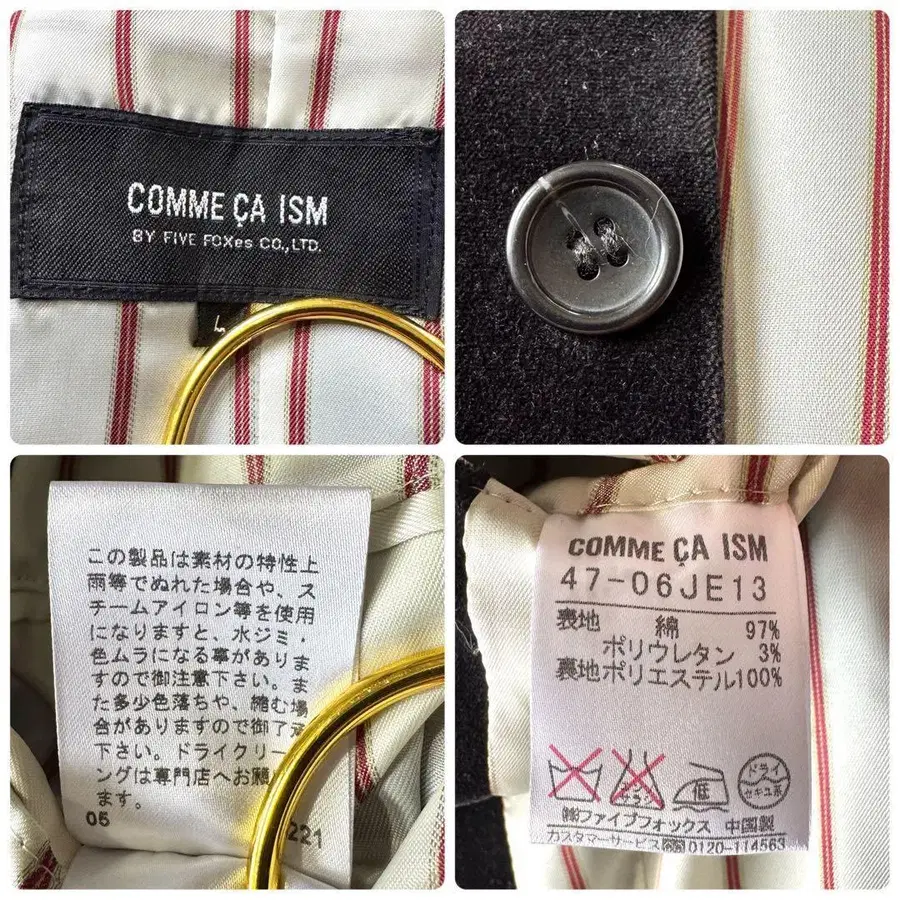 COMME ÇA ISM
BY FIVE FOXes CO.,LTD.
L
この製品は素材の特性上
雨等でぬれた場合や、ス
チームアイロン等を使用
になりますと、水ジミ・
色ムラになる事がありま
すので御注意下さい。ま
た多少色落ちや、縮む場
合がありますので御了承
下さい。ドライクリー
ングは専門店へお願
ます。
05
221
COMME ÇA ISM
47-06JE13
表地 綿 97%
ポリウレタン 3%
裏地ポリエステル100%
エンソ
サラシ
低
ドライ
セキユ系
㈱ファイブフォックス 中国製
カスタマーサービス 0120-114563